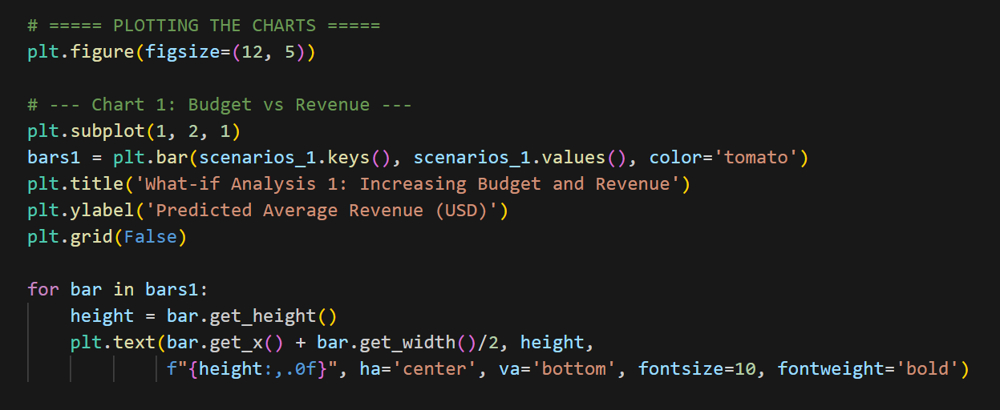 # ===== PLOTTING THE CHARTS =====
plt.figure(figsize=(12, 5))
# --- Chart 1: Budget vs Revenue ---
plt.subplot(1, 2, 1)
bars1 = plt.bar(scenarios_1.keys(), scenarios_1.values(), color='tomato')
plt.title('What-if Analysis 1: Increasing Budget and Revenue')
plt.ylabel('Predicted Average Revenue (USD)')
plt.grid(False)
for bar in bars1:
    height = bar.get_height()
    plt.text(bar.get_x() + bar.get_width()/2, height,
             f"{height:,.0f}", ha='center', va='bottom', fontsize=10, fontweight='bold')